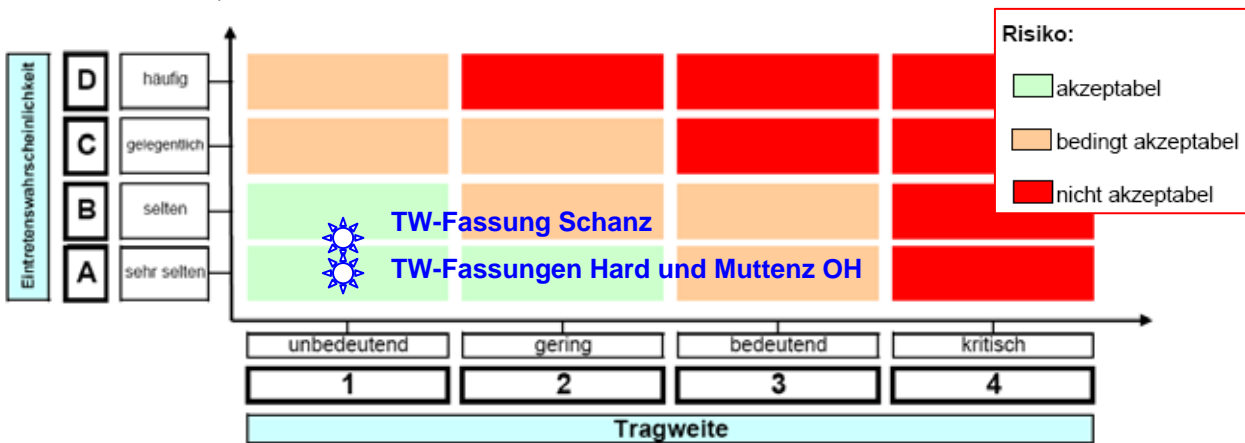 Risiko:
akzeptabel
bedingt akzeptabel
nicht akzeptabel
Eintretenswahrscheinlichkeit
D häufig
C gelegentlich
B selten
TW-Fassung Schanz
A sehr selten
TW-Fassungen Hard und Muttenz OH
unbedeutend gering bedeutend kritisch
1 2 3 4
Tragweite